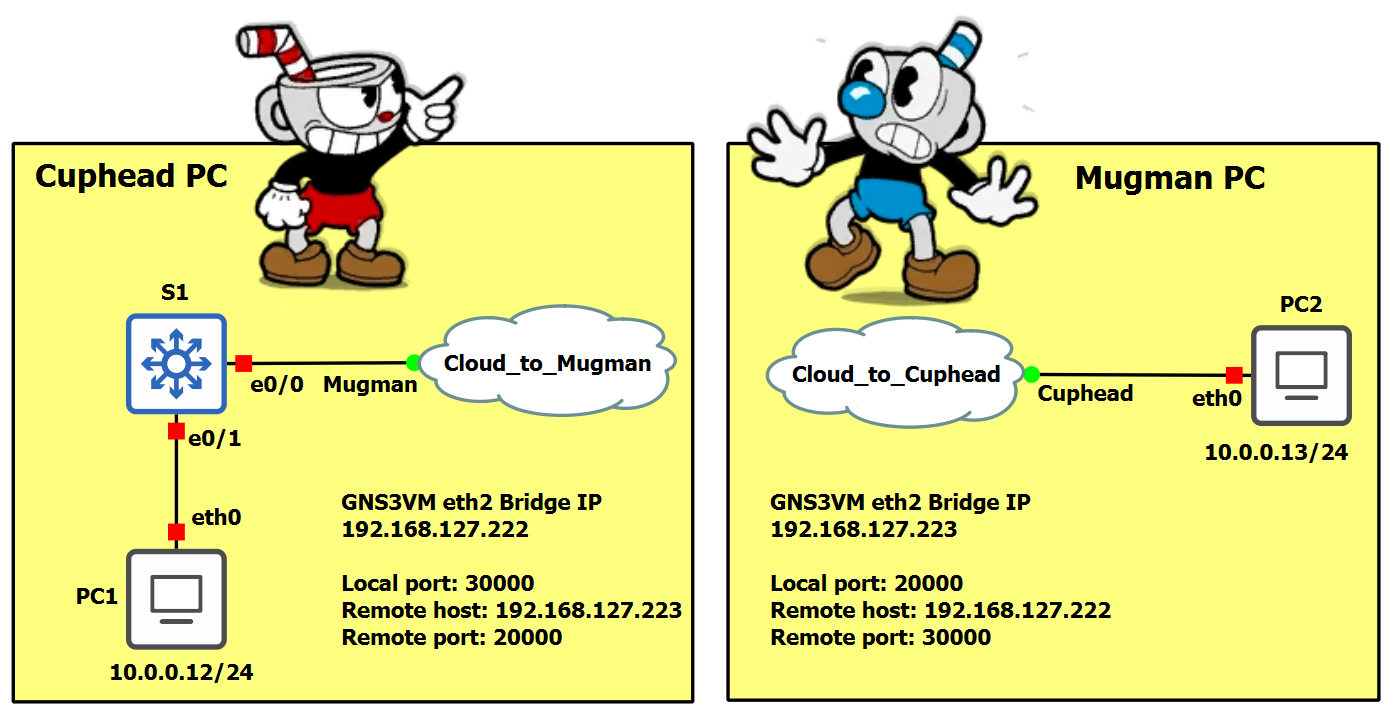 Cuphead PC
S1
e0/0
Mugman
Cloud_to_Mugman
e0/1
eth0
PC1
10.0.0.12/24
GNS3VM eth2 Bridge IP
192.168.127.222
Local port: 30000
Remote host: 192.168.127.223
Remote port: 20000
Mugman PC
PC2
Cloud_to_Cuphead
Cuphead
eth0
10.0.0.13/24
GNS3VM eth2 Bridge IP
192.168.127.223
Local port: 20000
Remote host: 192.168.127.222
Remote port: 30000